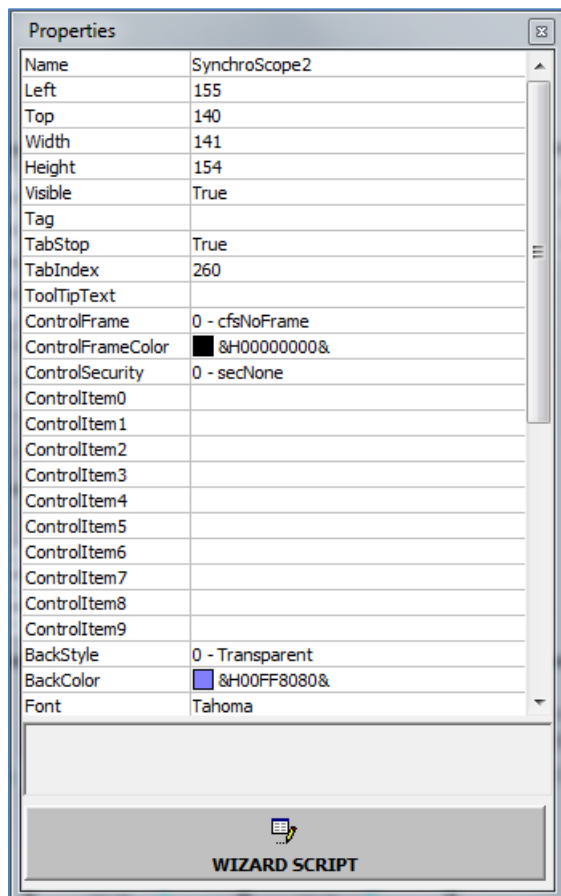 Properties
Name SynchroScope2
Left 155
Top 140
Width 141
Height 154
Visible True
Tag
TabStop True
TabIndex 260
ToolTipText
ControlFrame 0 - cfsNoFrame
ControlFrameColor &H00000000&
ControlSecurity 0 - secNone
ControlItem0
ControlItem1
ControlItem2
ControlItem3
ControlItem4
ControlItem5
ControlItem6
ControlItem7
ControlItem8
ControlItem9
BackStyle 0 - Transparent
BackColor &H00FF8080&
Font Tahoma
WIZARD SCRIPT